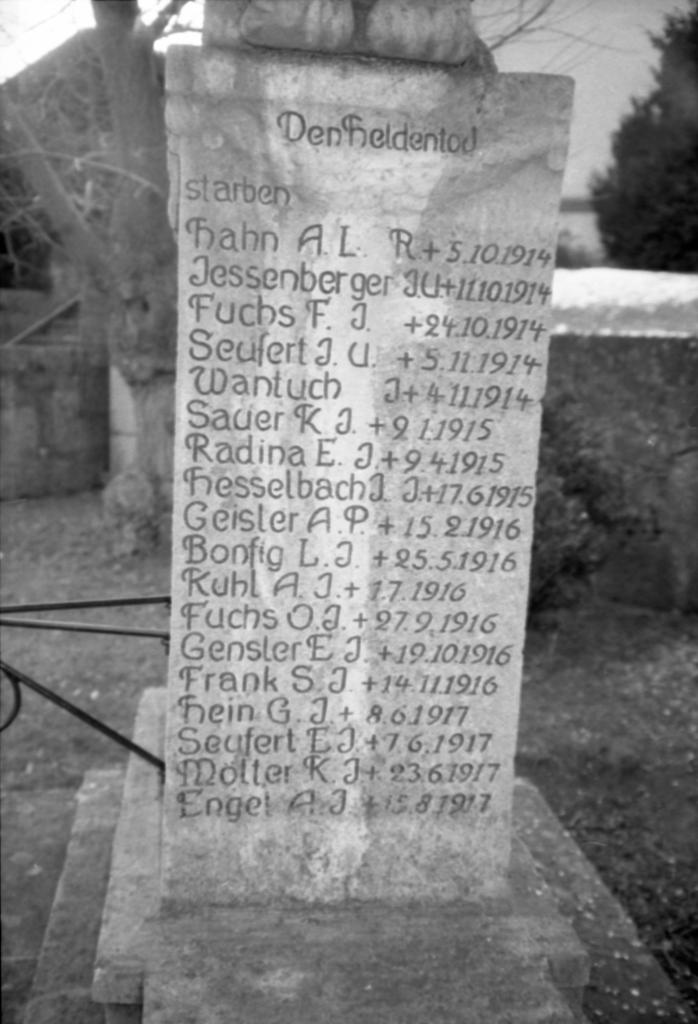 Den Heldentod
starben
Hahn A. L. R. + 5.10.1914
Jessenberger J.U.+11.10.1914
Fuchs F. J. +24.10.1914
Seufert J. U. + 5.11.1914
Wantuch J+ 4.11.1914
Sauer K. J. + 9.1.1915
Radina E. J.+9.4.1915
Hesselbach J. J.+17.6.1915
Geisler A.P. + 15.2.1916
Bonfig L.J. + 25.5.1916
Kuhl A. J.+ 1.7.1916
Fuchs O.J.+ 27.9.1916
Gensler E J. +19.10.1916
Frank S. J. +14.11.1916
Hein G. J.+ 8.6.1917
Seufert E J.+7.6.1917
Molter K. J+ 23.6.1917
Engel A. J +15.8.1917